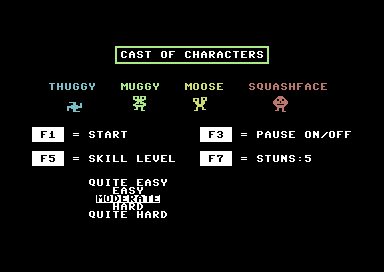 CAST OF CHARACTERS
THUGGY MUGGY MOOSE SQUASHFACE
F1 = START F3 = PAUSE ON/OFF
F5 = SKILL LEVEL F7 = STUNS:5
QUITE EASY
EASY
MODERATE
HARD
QUITE HARD